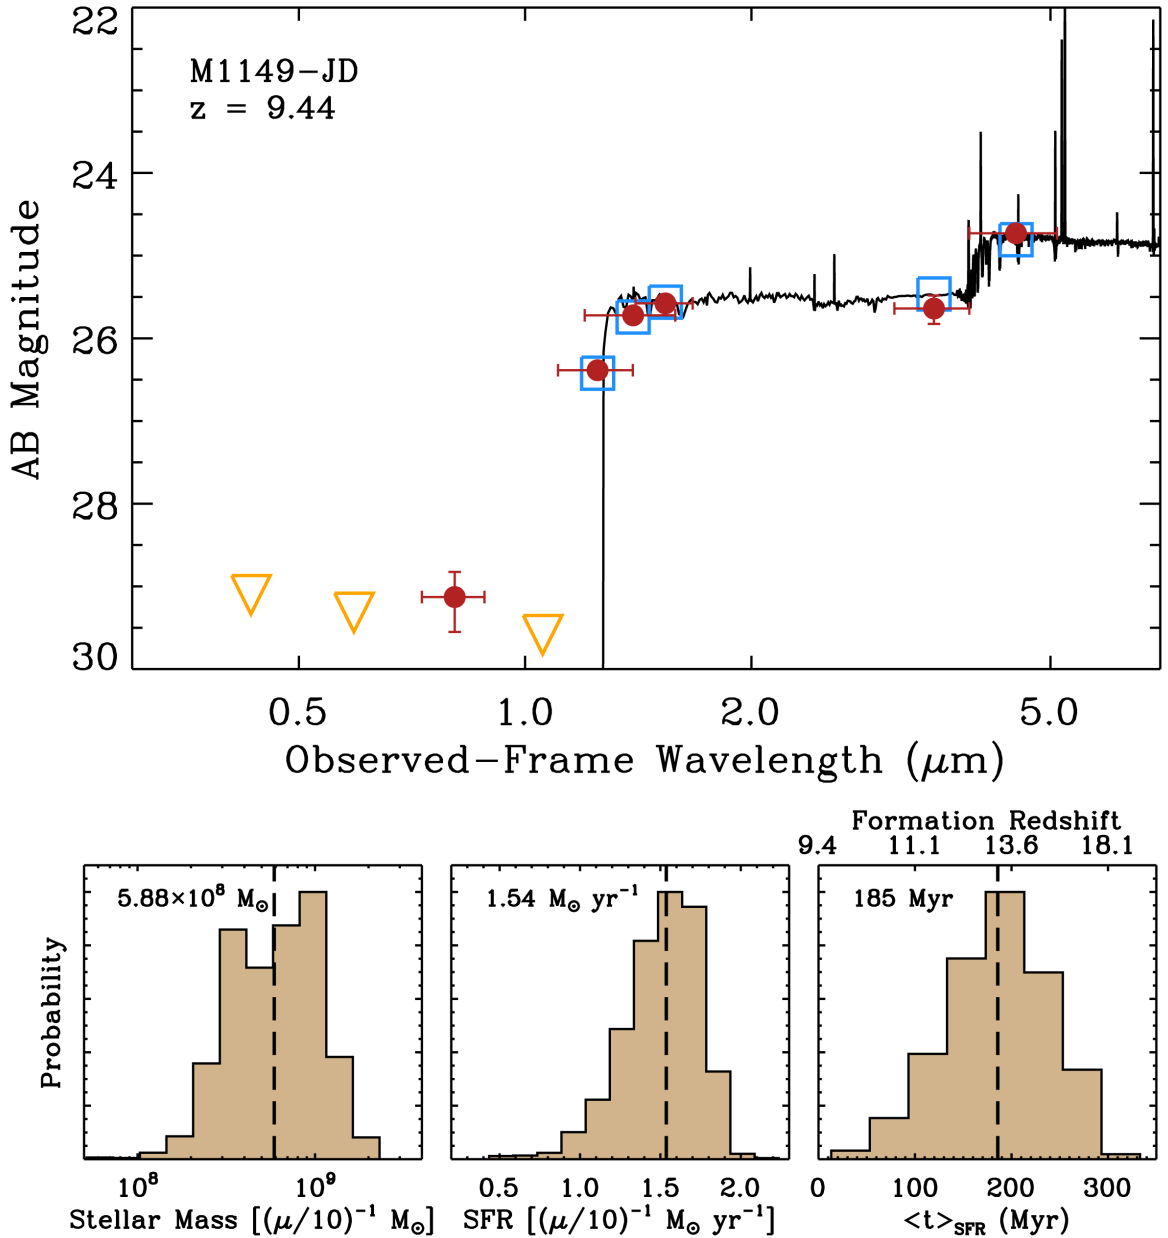 M1149-JD
z = 9.44
22
24
26
28
30
AB Magnitude
0.5 1.0 2.0 5.0
Observed-Frame Wavelength (μm)
Formation Redshift
9.4 11.1 13.6 18.1
5.88×10⁸ M⊙
1.54 M⊙ yr⁻¹
185 Myr
Probability
10⁸ 10⁹
0.5 1.0 1.5 2.0
0 100 200 300
Stellar Mass [(μ/10)⁻¹ M⊙]
SFR [(μ/10)⁻¹ M⊙ yr⁻¹]
<t>SFR (Myr)